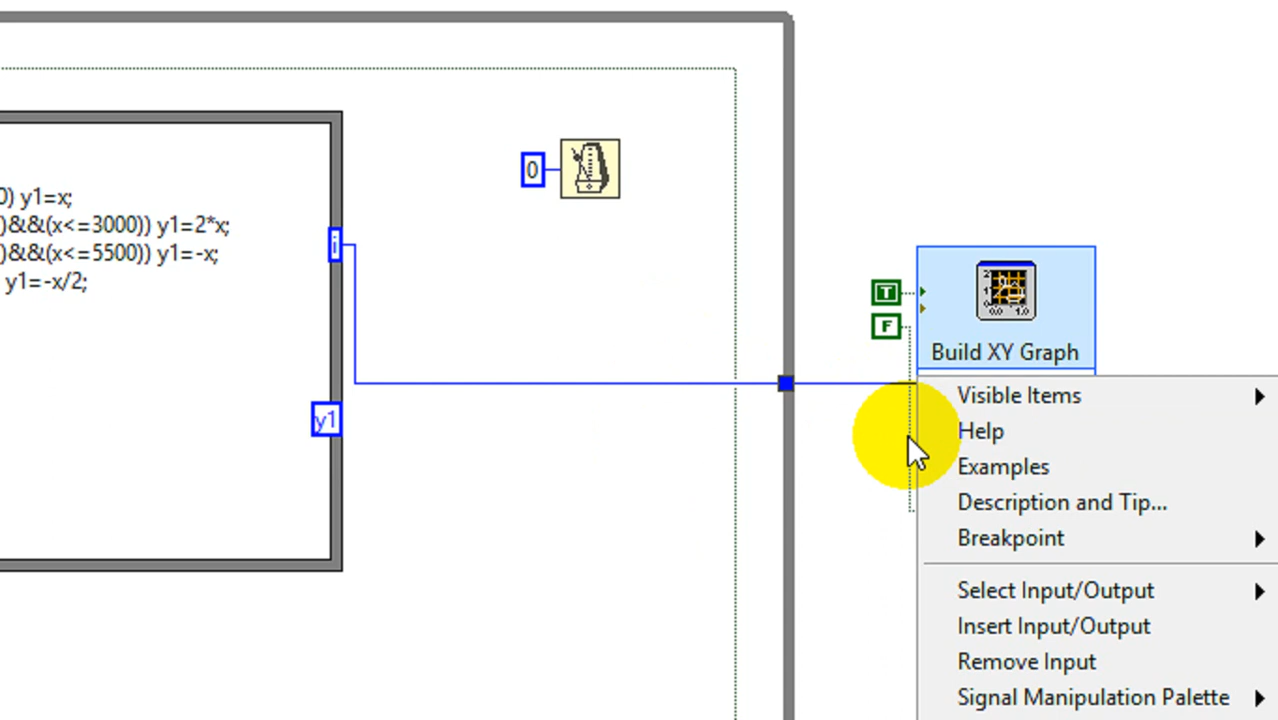 0
0) y1=x;
)&&(x<=3000)) y1=2*x;
)&&(x<=5500)) y1=-x;
y1=-x/2;
i
y1
T
F
Build XY Graph
Visible Items
Help
Examples
Description and Tip...
Breakpoint
Select Input/Output
Insert Input/Output
Remove Input
Signal Manipulation Palette